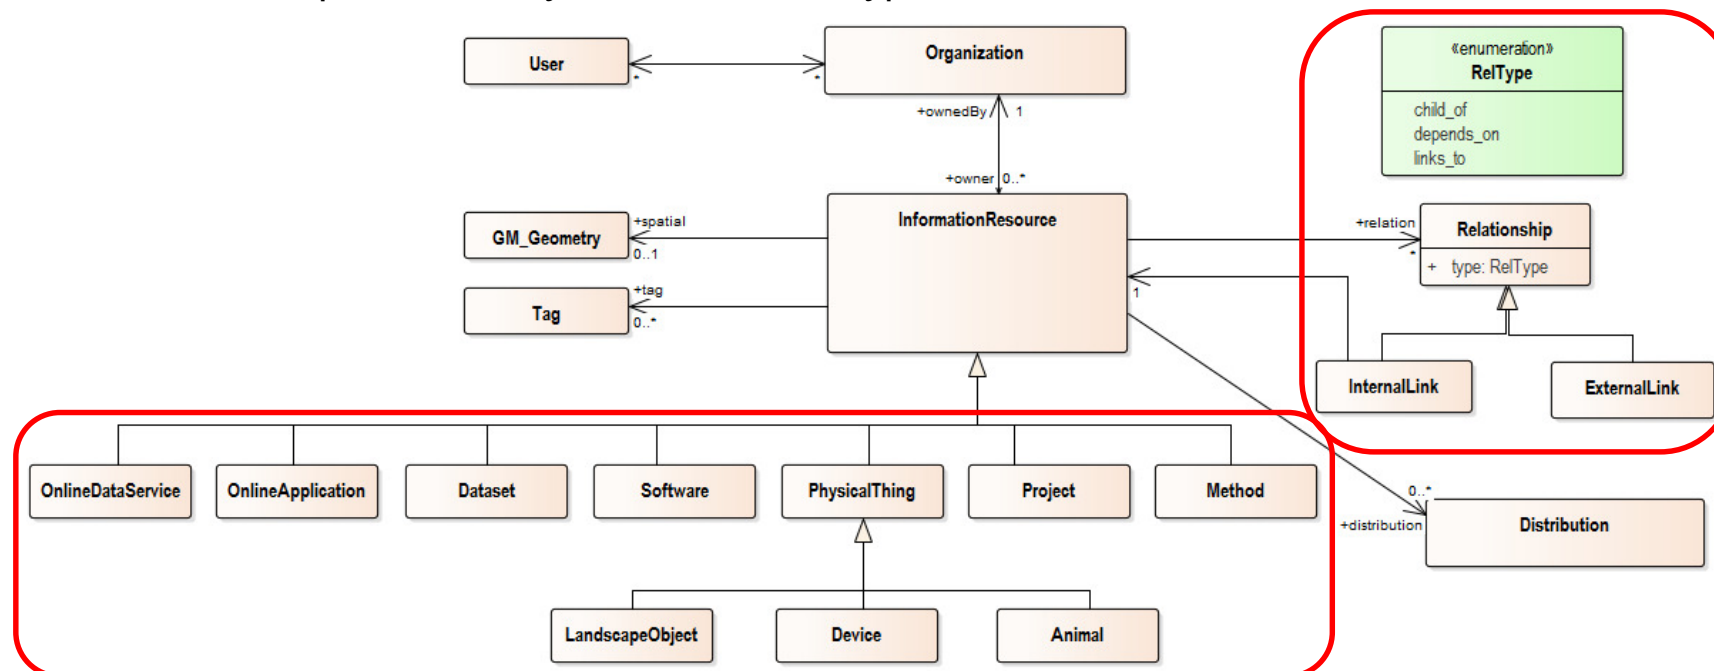 User
*
*
Organization
+ownedBy
1
+owner
0..*
«enumeration»
RelType
child_of
depends_on
links_to
GM_Geometry
+spatial
0..1
Tag
+tag
0..*
InformationResource
+relation
*
1
Relationship
+ type: RelType
InternalLink
ExternalLink
OnlineDataService
OnlineApplication
Dataset
Software
PhysicalThing
Project
Method
0..*
+distribution
Distribution
LandscapeObject
Device
Animal